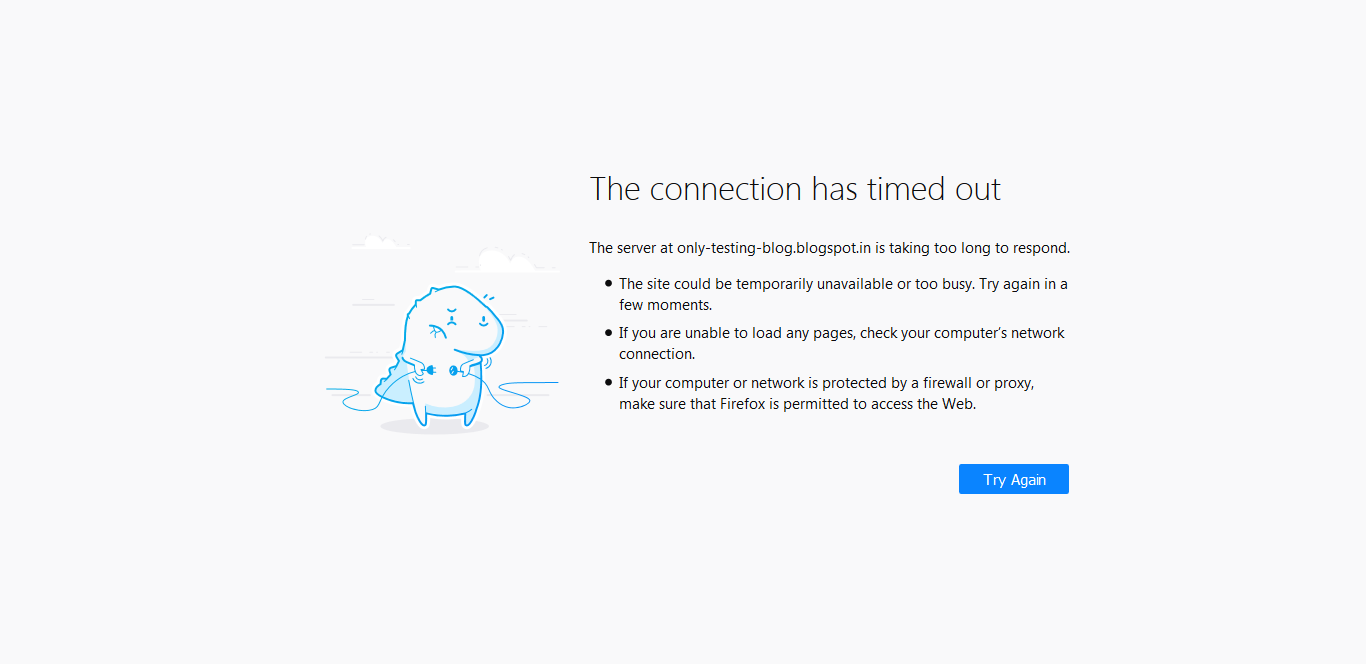 The connection has timed out
The server at only-testing-blog.blogspot.in is taking too long to respond.
The site could be temporarily unavailable or too busy. Try again in a
few moments.
If you are unable to load any pages, check your computer’s network
connection.
If your computer or network is protected by a firewall or proxy,
make sure that Firefox is permitted to access the Web.
Try Again